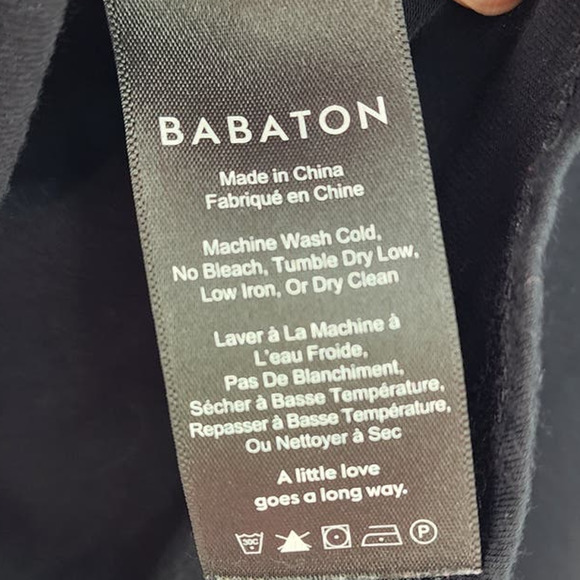 BABATON
Made in China
Fabriqué en Chine
Machine Wash Cold,
No Bleach, Tumble Dry Low,
Low Iron, Or Dry Clean
Laver à La Machine à
L'eau Froide,
Pas De Blanchiment,
Sécher à Basse Température,
Repasser à Basse Température,
Ou Nettoyer à Sec
A little love
goes a long way.
30C P